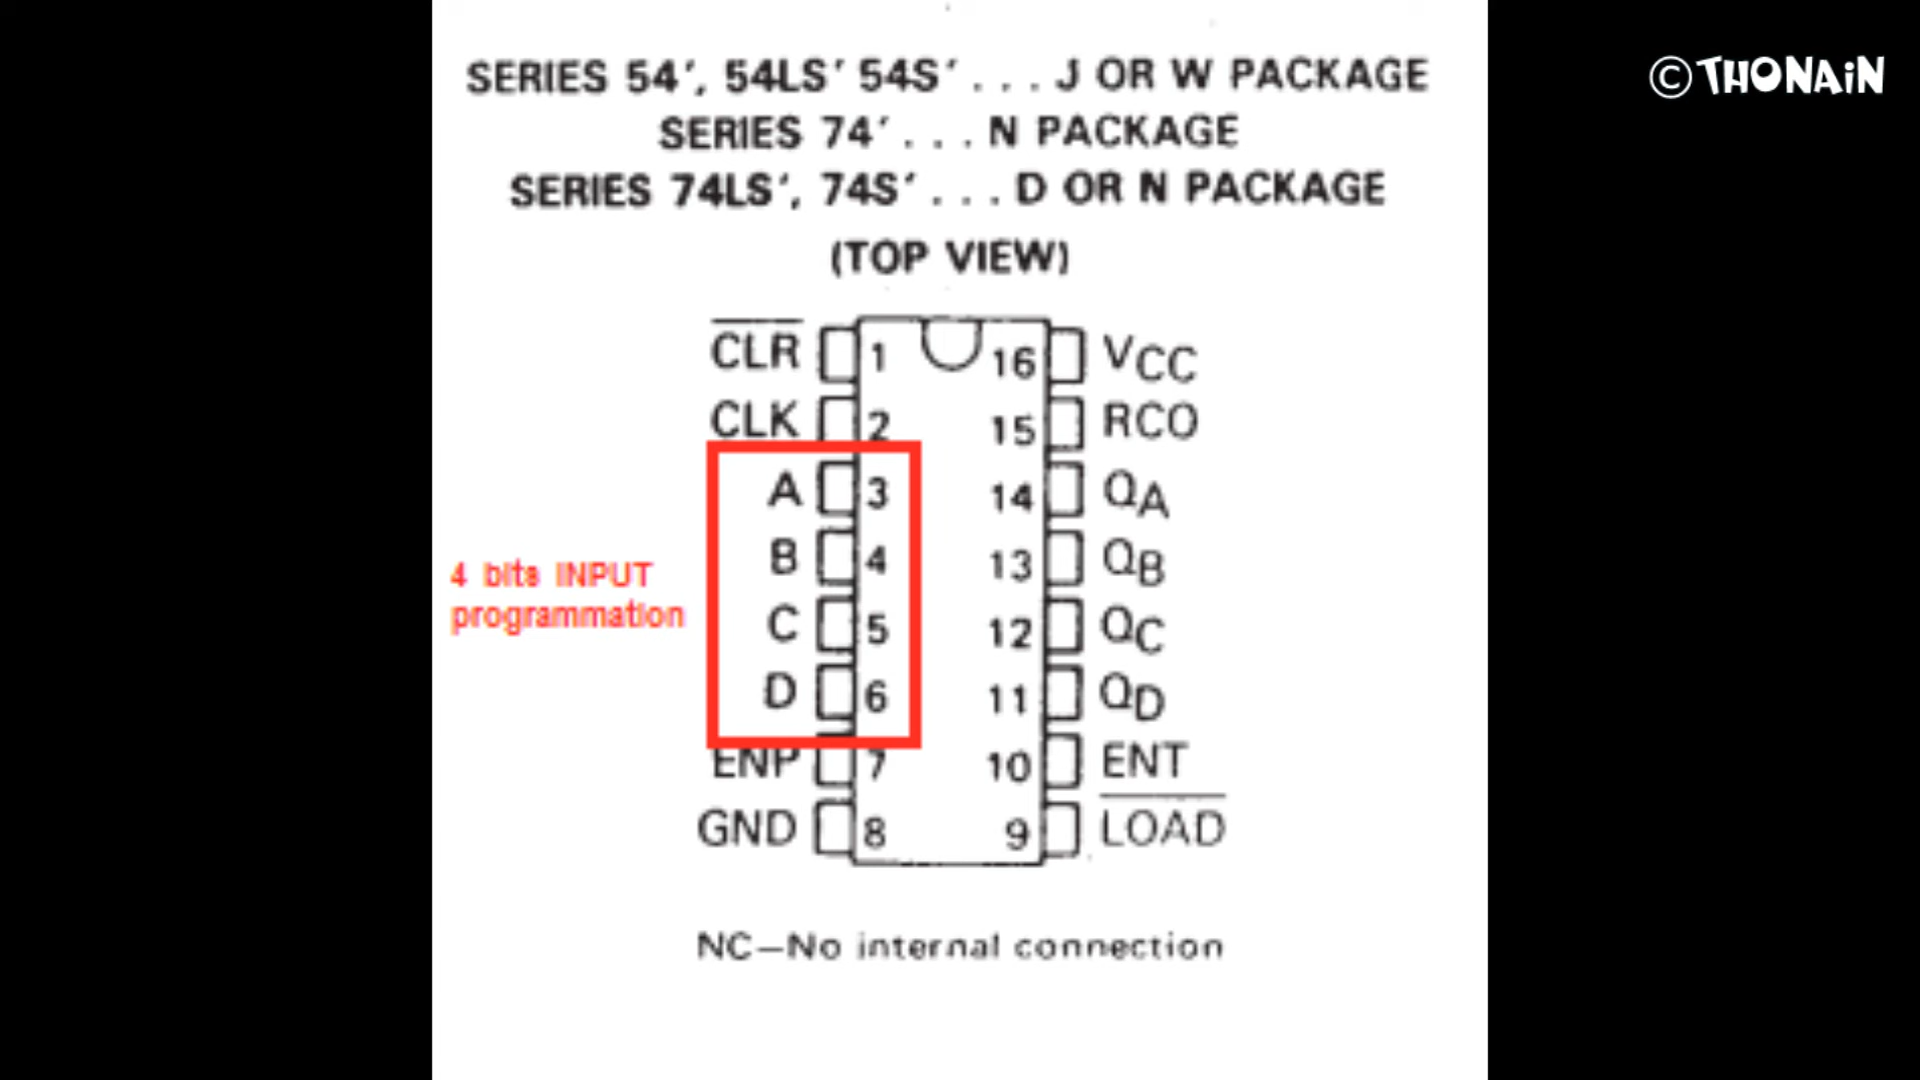 SERIES 54', 54LS' 54S' . . . J OR W PACKAGE
©THONAiN
SERIES 74' . . . N PACKAGE
SERIES 74LS', 74S' . . . D OR N PACKAGE
(TOP VIEW)
CLR 1 16 VCC
CLK 2 15 RCO
A 3 14 QA
B 4 13 QB
4 bits INPUT
programmation
C 5 12 QC
D 6 11 QD
ENP 7 10 ENT
GND 8 9 LOAD
NC—No internal connection